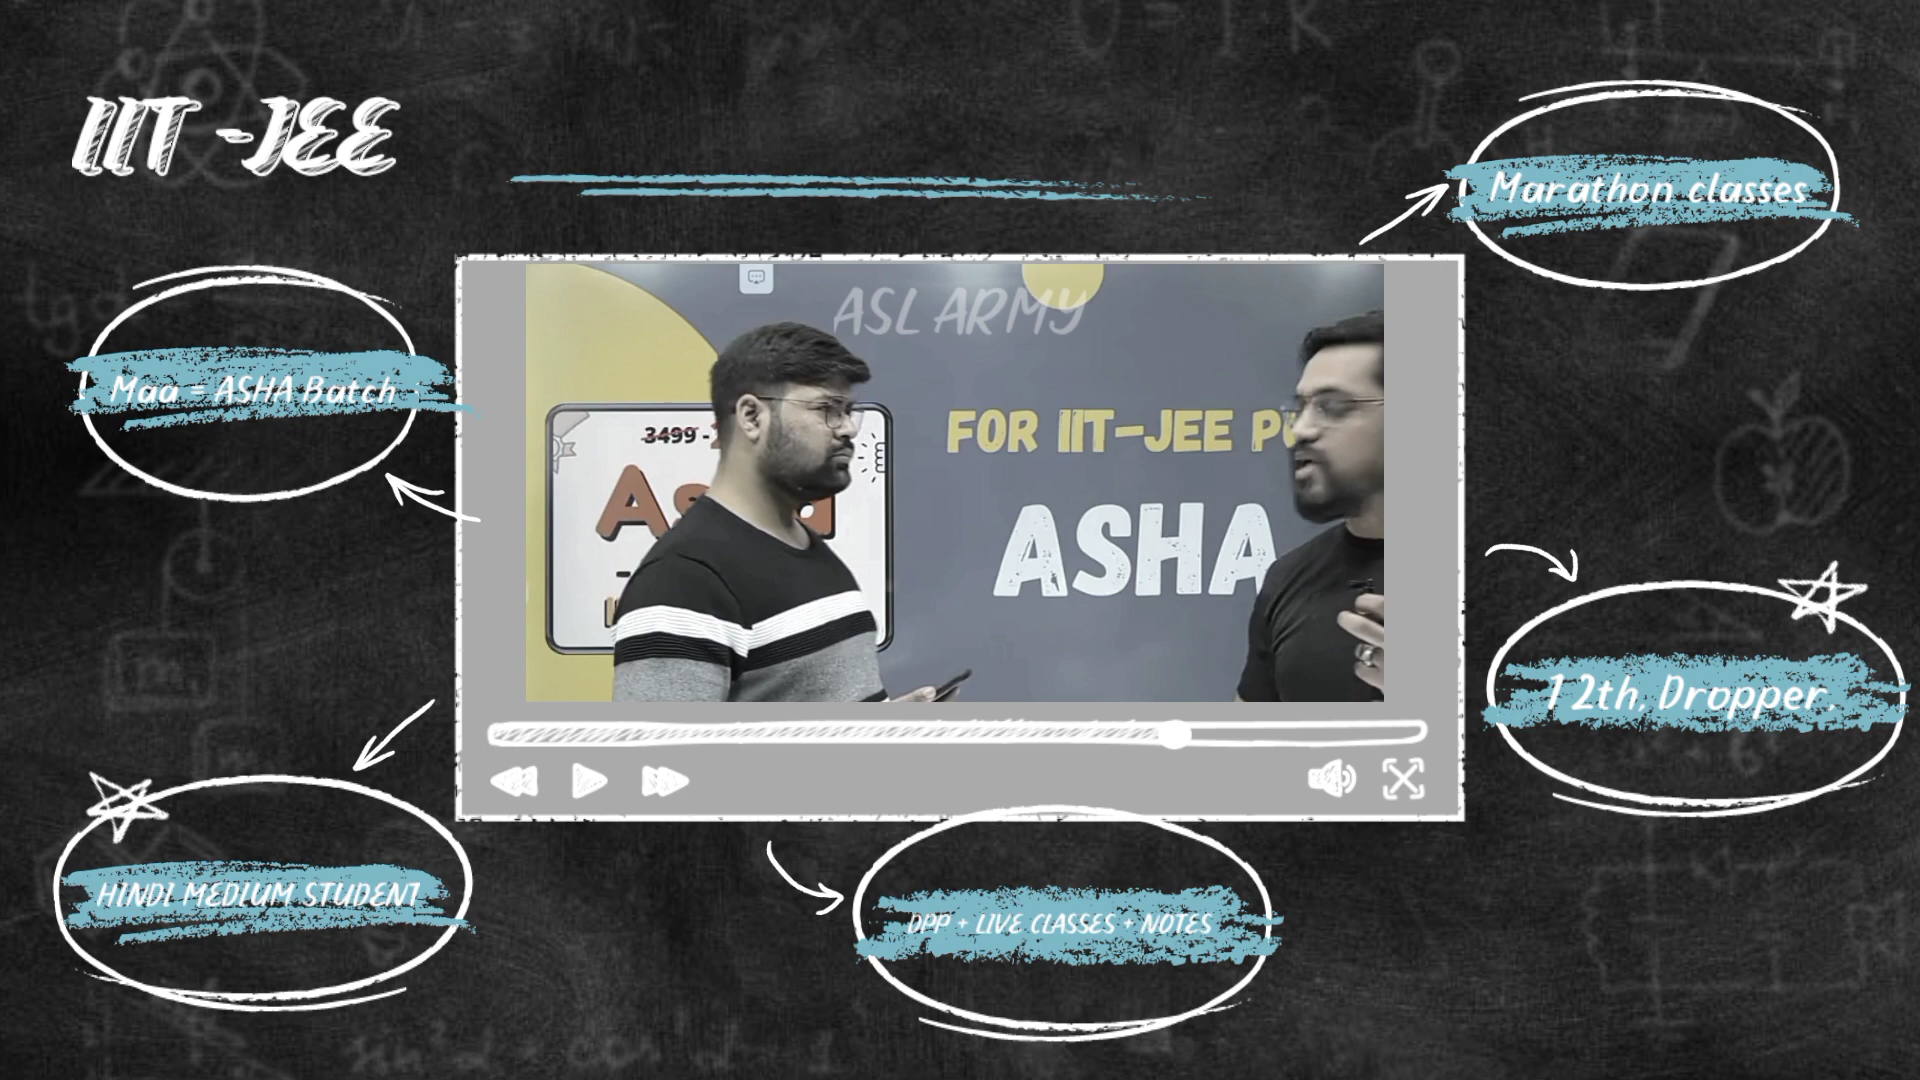 IIT -JEE
Marathon classes
Maa = ASHA Batch
ASL ARMY
3499 -
FOR IIT-JEE
ASHA
12th, Dropper,
HINDI MEDIUM STUDENT
DPP + LIVE CLASSES + NOTES